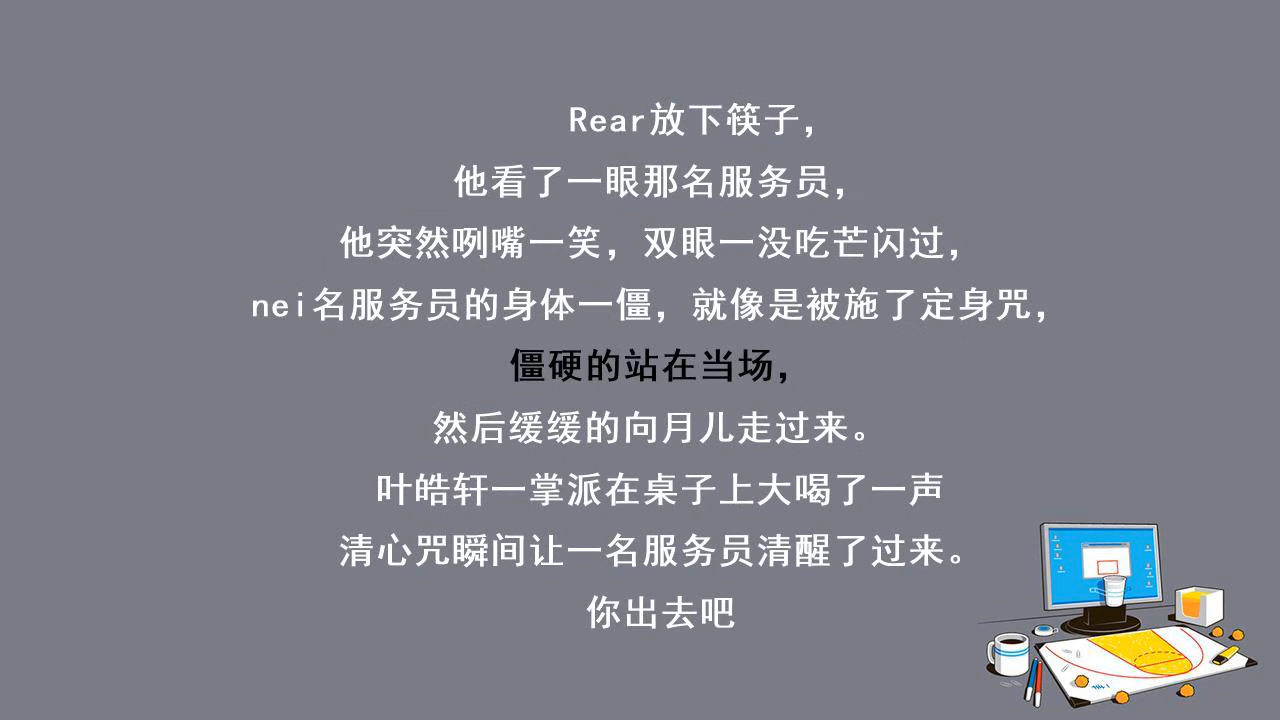 Rear放下筷子，
他看了一眼那名服务员，
他突然咧嘴一笑，双眼一没吃芒闪过，
nei名服务员的身体一僵，就像是被施了定身咒，
僵硬的站在当场，
然后缓缓的向月儿走过来。
叶皓轩一掌派在桌子上大喝了一声
清心咒瞬间让一名服务员清醒了过来。
你出去吧